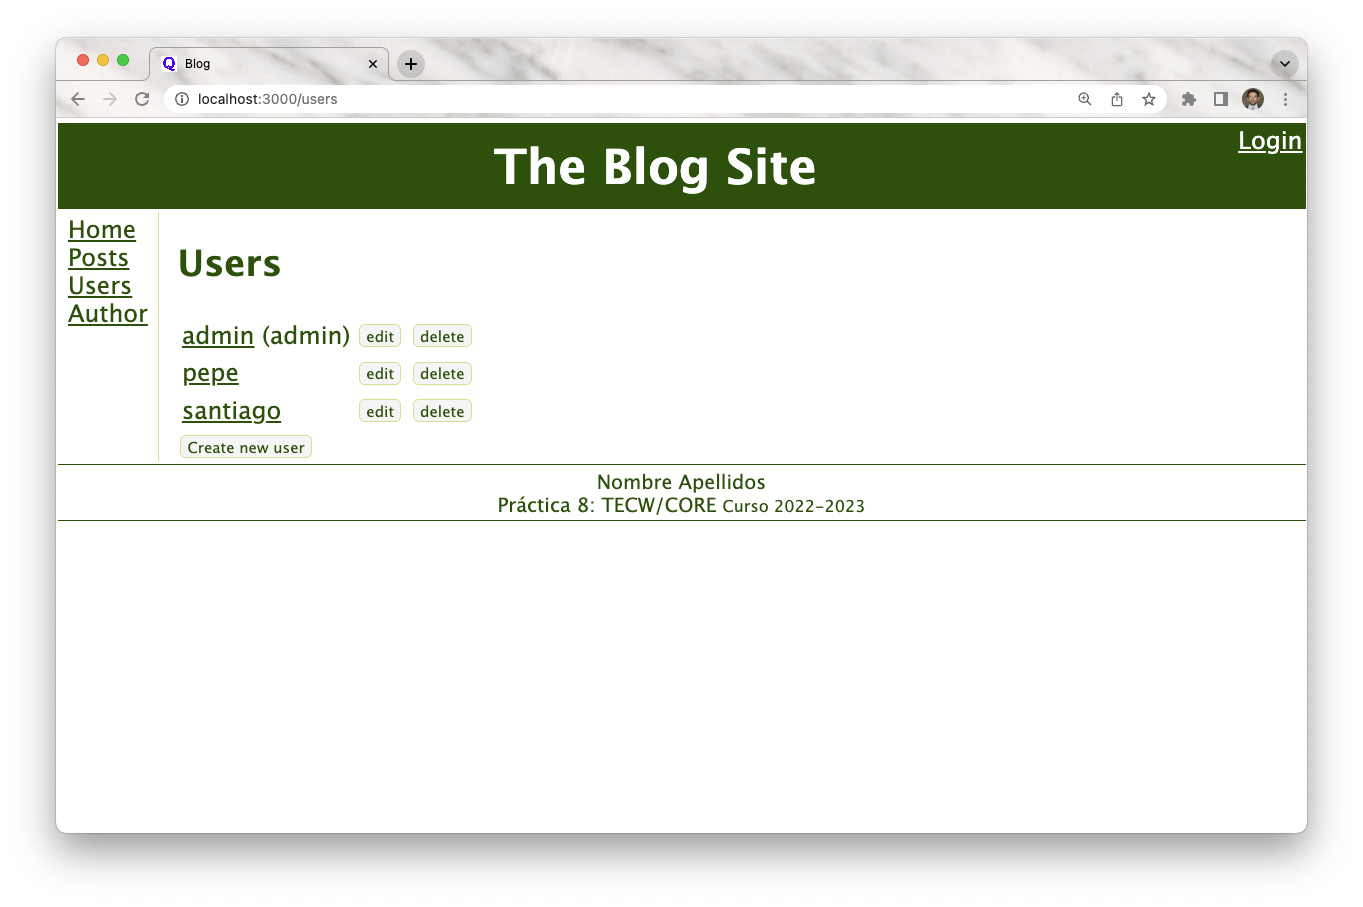 Q Blog
localhost:3000/users
Login
The Blog Site
Home
Posts
Users
Author
Users
admin (admin) edit delete
pepe edit delete
santiago edit delete
Create new user
Nombre Apellidos
Práctica 8: TECW/CORE Curso 2022-2023